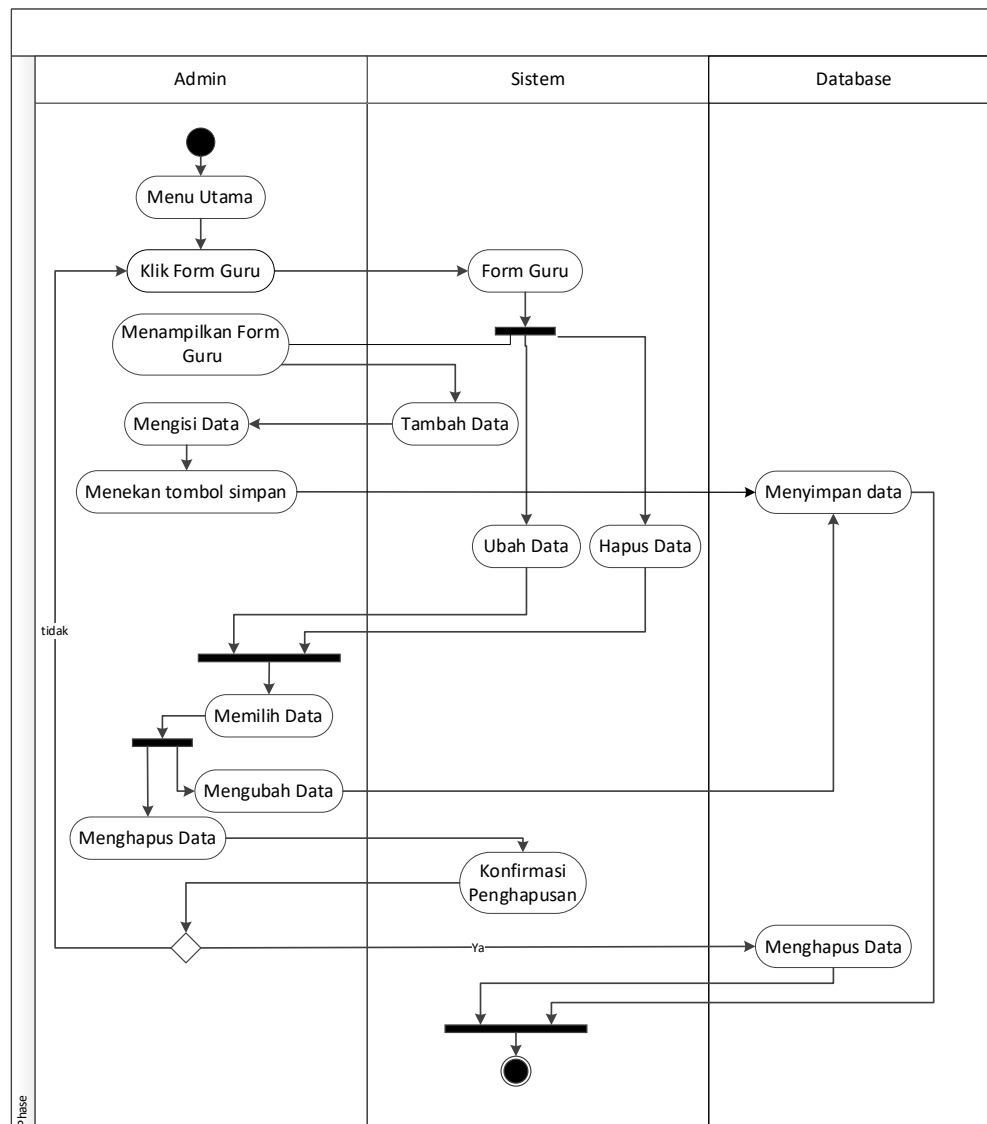 Admin
Sistem
Database
Menu Utama
Klik Form Guru
Form Guru
Menampilkan Form
Guru
Mengisi Data
Tambah Data
Menekan tombol simpan
Menyimpan data
Ubah Data
Hapus Data
tidak
Memilih Data
Mengubah Data
Menghapus Data
Konfirmasi
Penghapusan
Ya
Menghapus Data
Phase